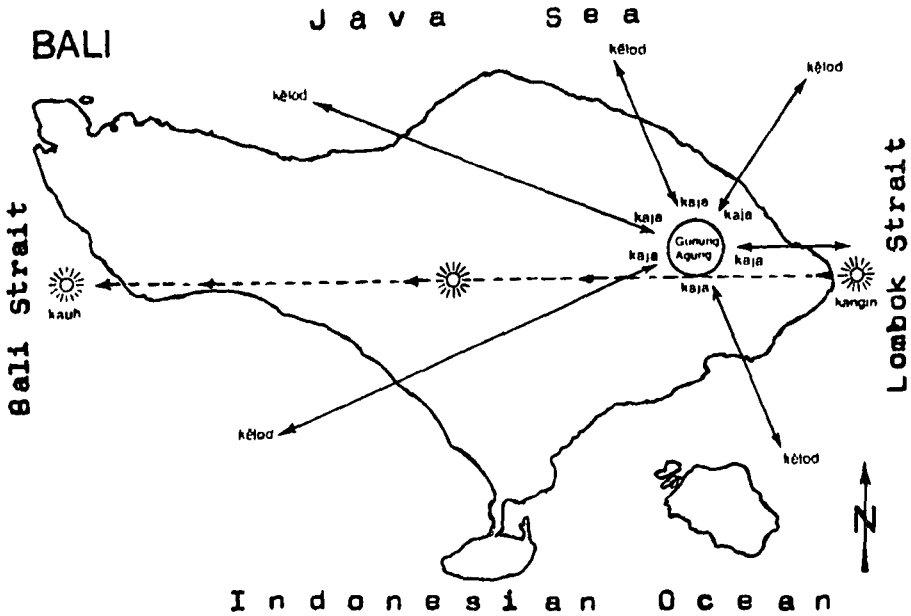 Java Sea
BALI
kělod
kělod
kělod
kaja
kaja
kaja
Gunung
Agung
kaja
kaja
kaja
kauh
kangin
Bali Strait
Lombok Strait
kělod
kělod
N
Indonesian Ocean